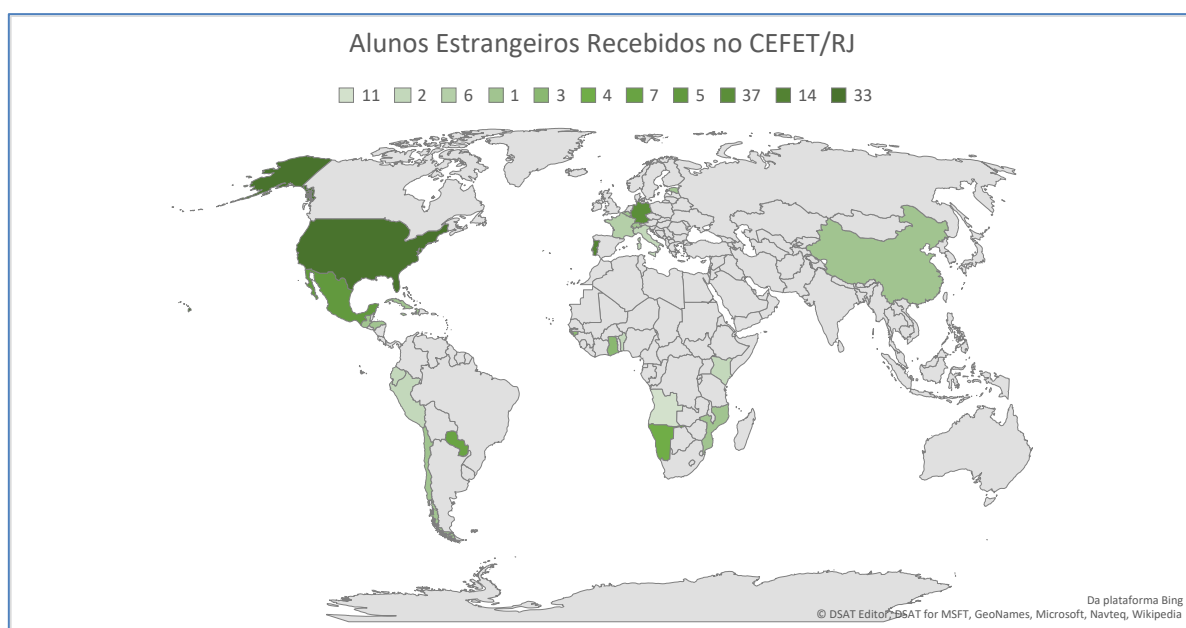 Alunos Estrangeiros Recebidos no CEFET/RJ
11 2 6 1 3 4 7 5 37 14 33
Da plataforma Bing
© DSAT Editor, DSAT for MSFT, GeoNames, Microsoft, Navteq, Wikipedia